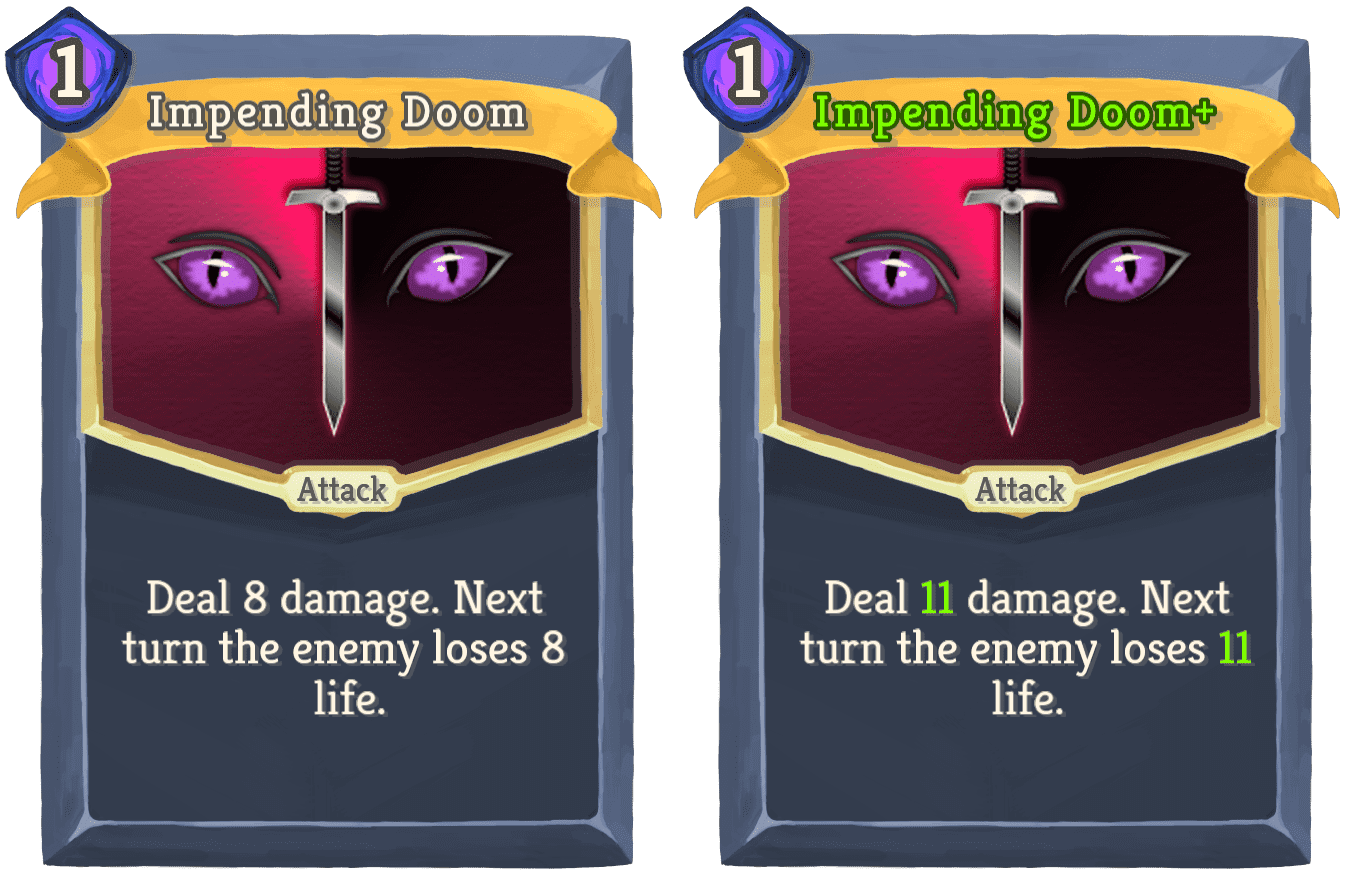 1
Impending Doom
Attack
Deal 8 damage. Next
turn the enemy loses 8
life.
1
Impending Doom+
Attack
Deal 11 damage. Next
turn the enemy loses 11
life.